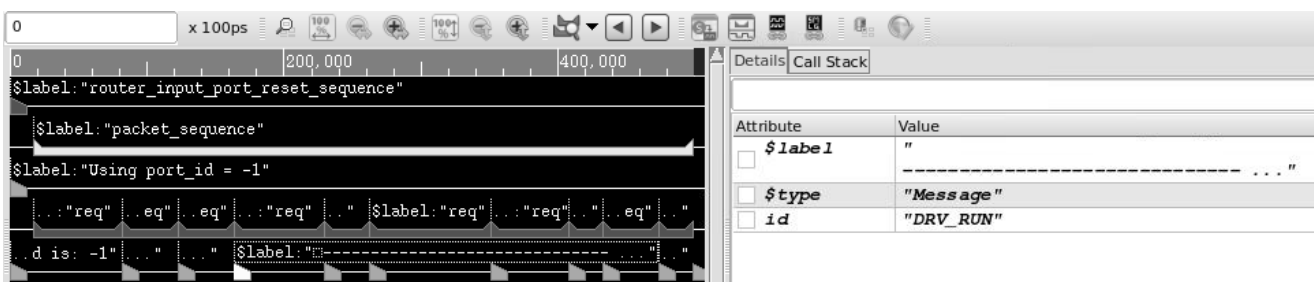 0 x 100ps
0 200,000 400,000
$label:"router_input_port_reset_sequence"
$label:"packet_sequence"
$label:"Using port_id = -1"
..:"req" ..eq" ..eq" ..:"req" .." $label:"req" ..:"req" .." ..eq" .."
..d is: -1" ..." ..." $label:"------------------------------ ..." .."
Details Call Stack
Attribute Value
$label "
------------------------------- ..."
$type "Message"
id "DRV_RUN"